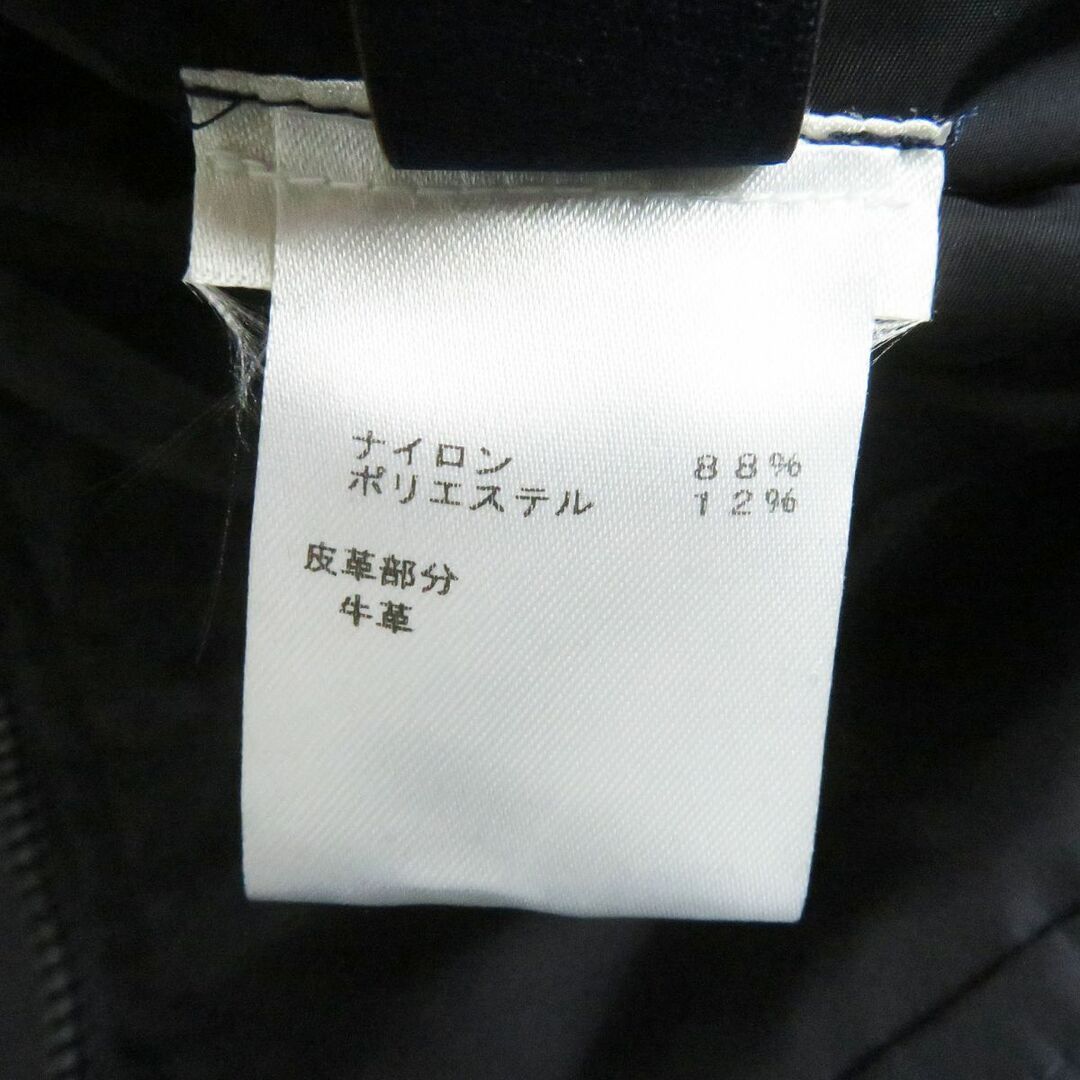 ナイロン 88%
ポリエステル 12%
皮革部分
牛革